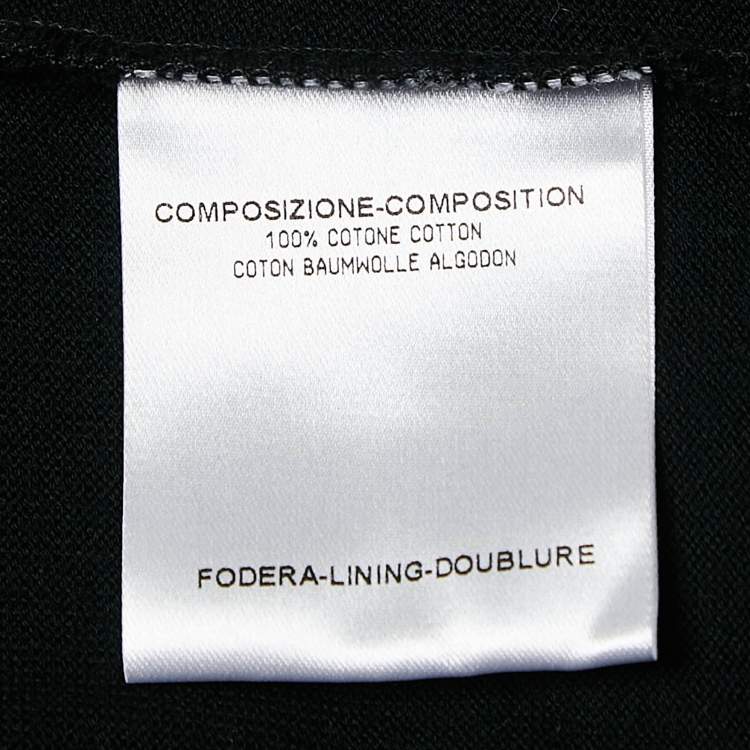 COMPOSIZIONE-COMPOSITION
100% COTONE COTTON
COTON BAUMWOLLE ALGODON
FODERA-LINING-DOUBLURE